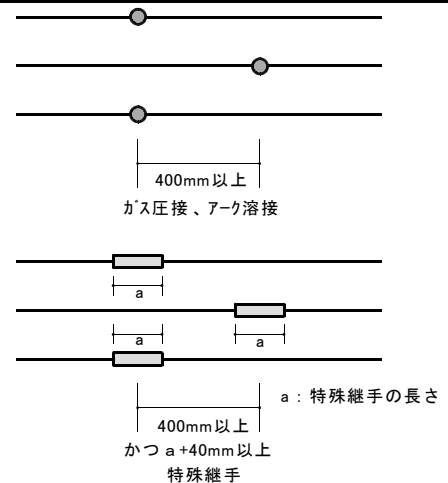 400mm以上
ガス圧接、アーク溶接
a
a
a
a：特殊継手の長さ
400mm以上
かつａ+40mm以上
特殊継手